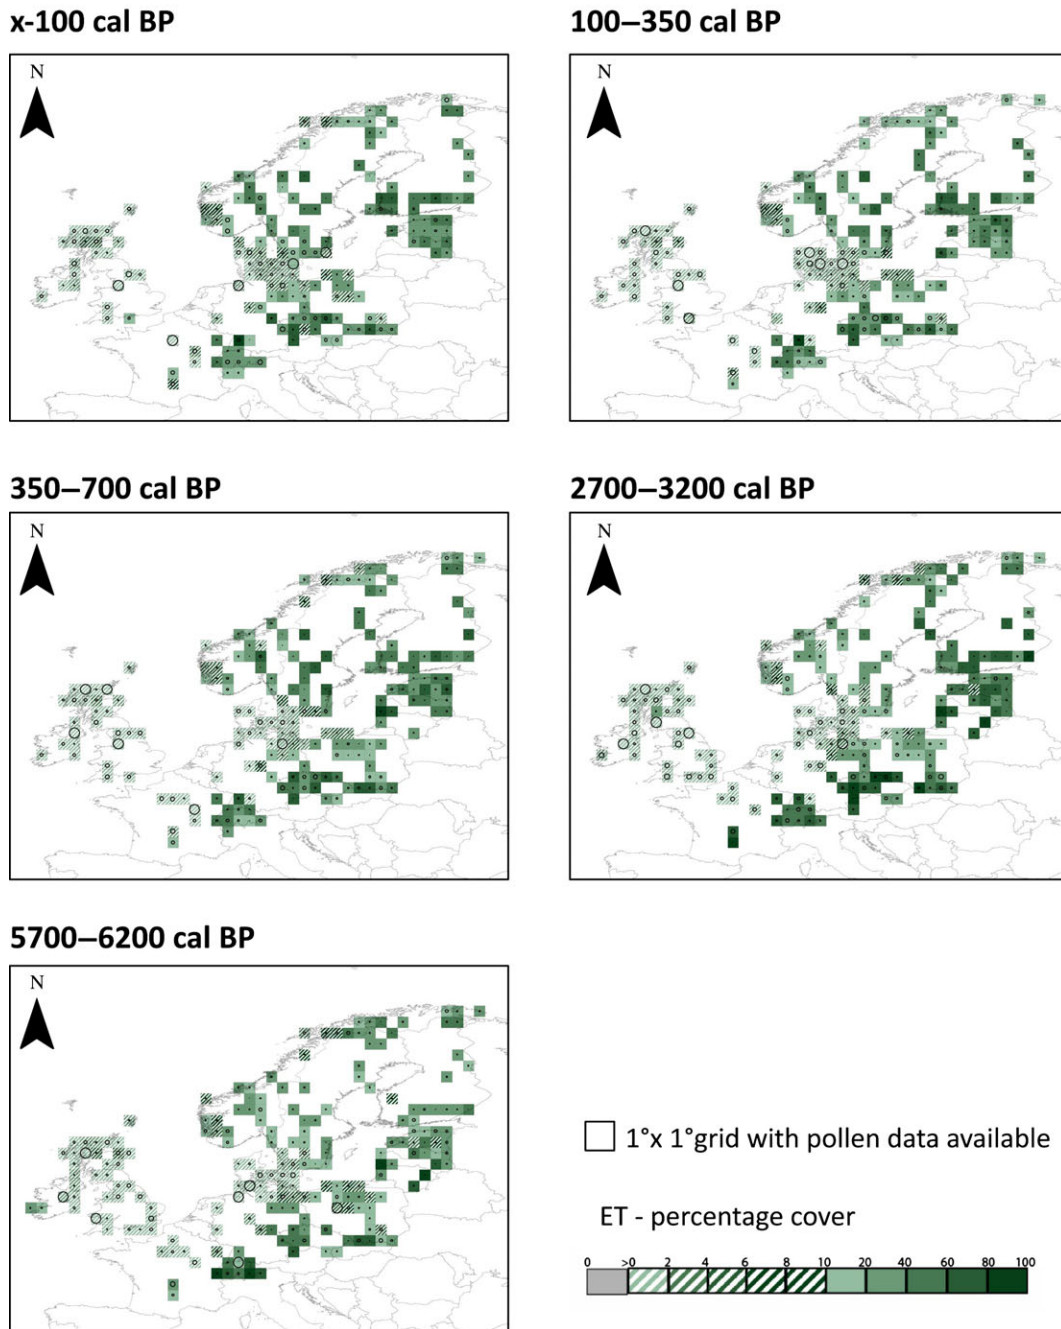 x-100 cal BP
100–350 cal BP
N
N
350–700 cal BP
2700–3200 cal BP
N
N
5700–6200 cal BP
N
1°x 1°grid with pollen data available
ET - percentage cover
0 >0 2 4 6 8 10 20 40 60 80 100